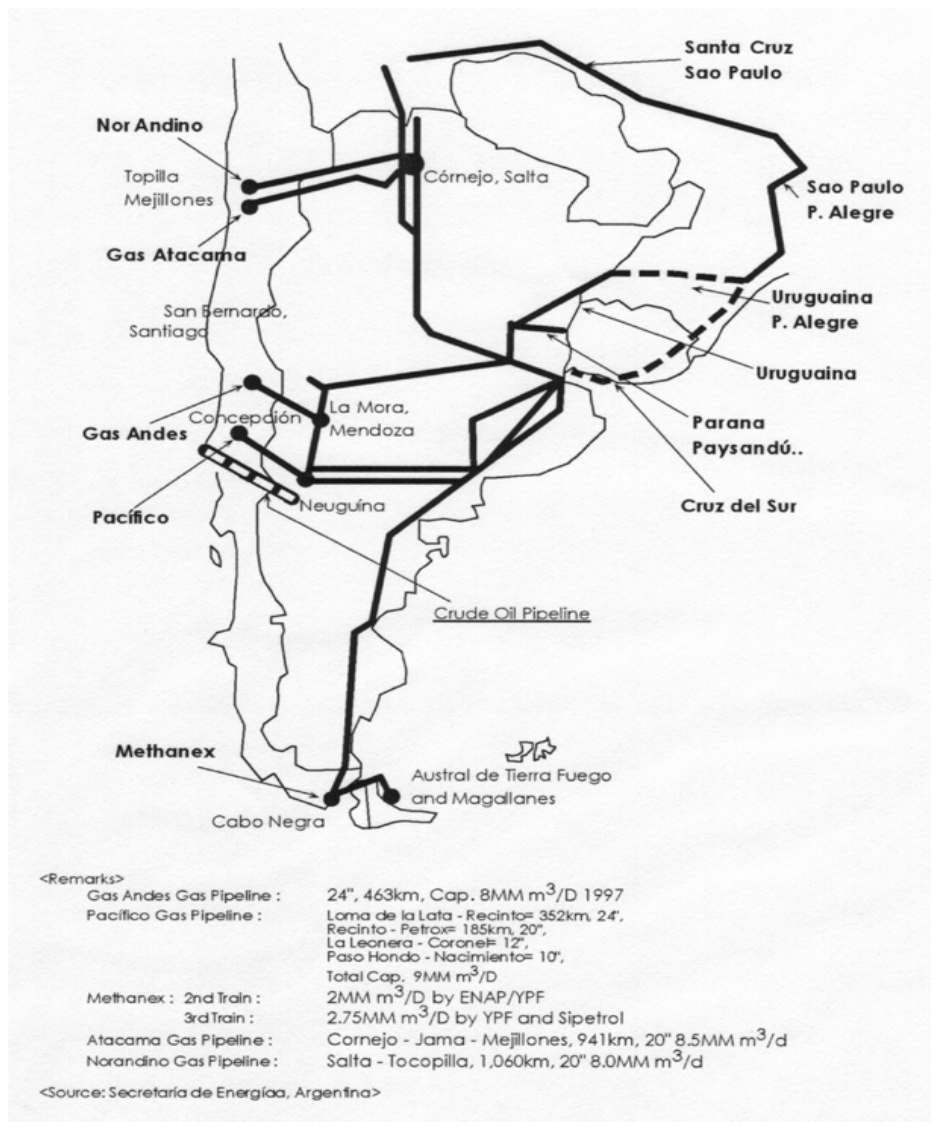 Santa Cruz
Sao Paulo
Nor Andino
Topilla
Mejillones
Córnejo, Salta
Sao Paulo
P. Alegre
Gas Atacama
Uruguaina
P. Alegre
San Bernardo,
Santiago
Uruguaina
La Mora,
Mendoza
Concepción
Gas Andes
Parana
Paysandú..
Cruz del Sur
Neuguína
Pacífico
Crude Oil Pipeline
Methanex
Austral de Tierra Fuego
and Magallanes
Cabo Negra
<Remarks>
Gas Andes Gas Pipeline : 24", 463km, Cap. 8MM m³/D 1997
Pacífico Gas Pipeline : Loma de la Lata - Recinto= 352km, 24",
Recinto - Petrox= 185km, 20",
La Leonera - Coronel= 12",
Paso Hondo - Nacimiento= 10",
Total Cap. 9MM m³/D
Methanex : 2nd Train : 2MM m³/D by ENAP/YPF
3rd Train : 2.75MM m³/D by YPF and Sipetrol
Atacama Gas Pipeline : Cornejo - Jama - Mejillones, 941km, 20" 8.5MM m³/d
Norandino Gas Pipeline : Salta - Tocopilla, 1,060km, 20" 8.0MM m³/d
<Source: Secretaría de Energíaa, Argentina>